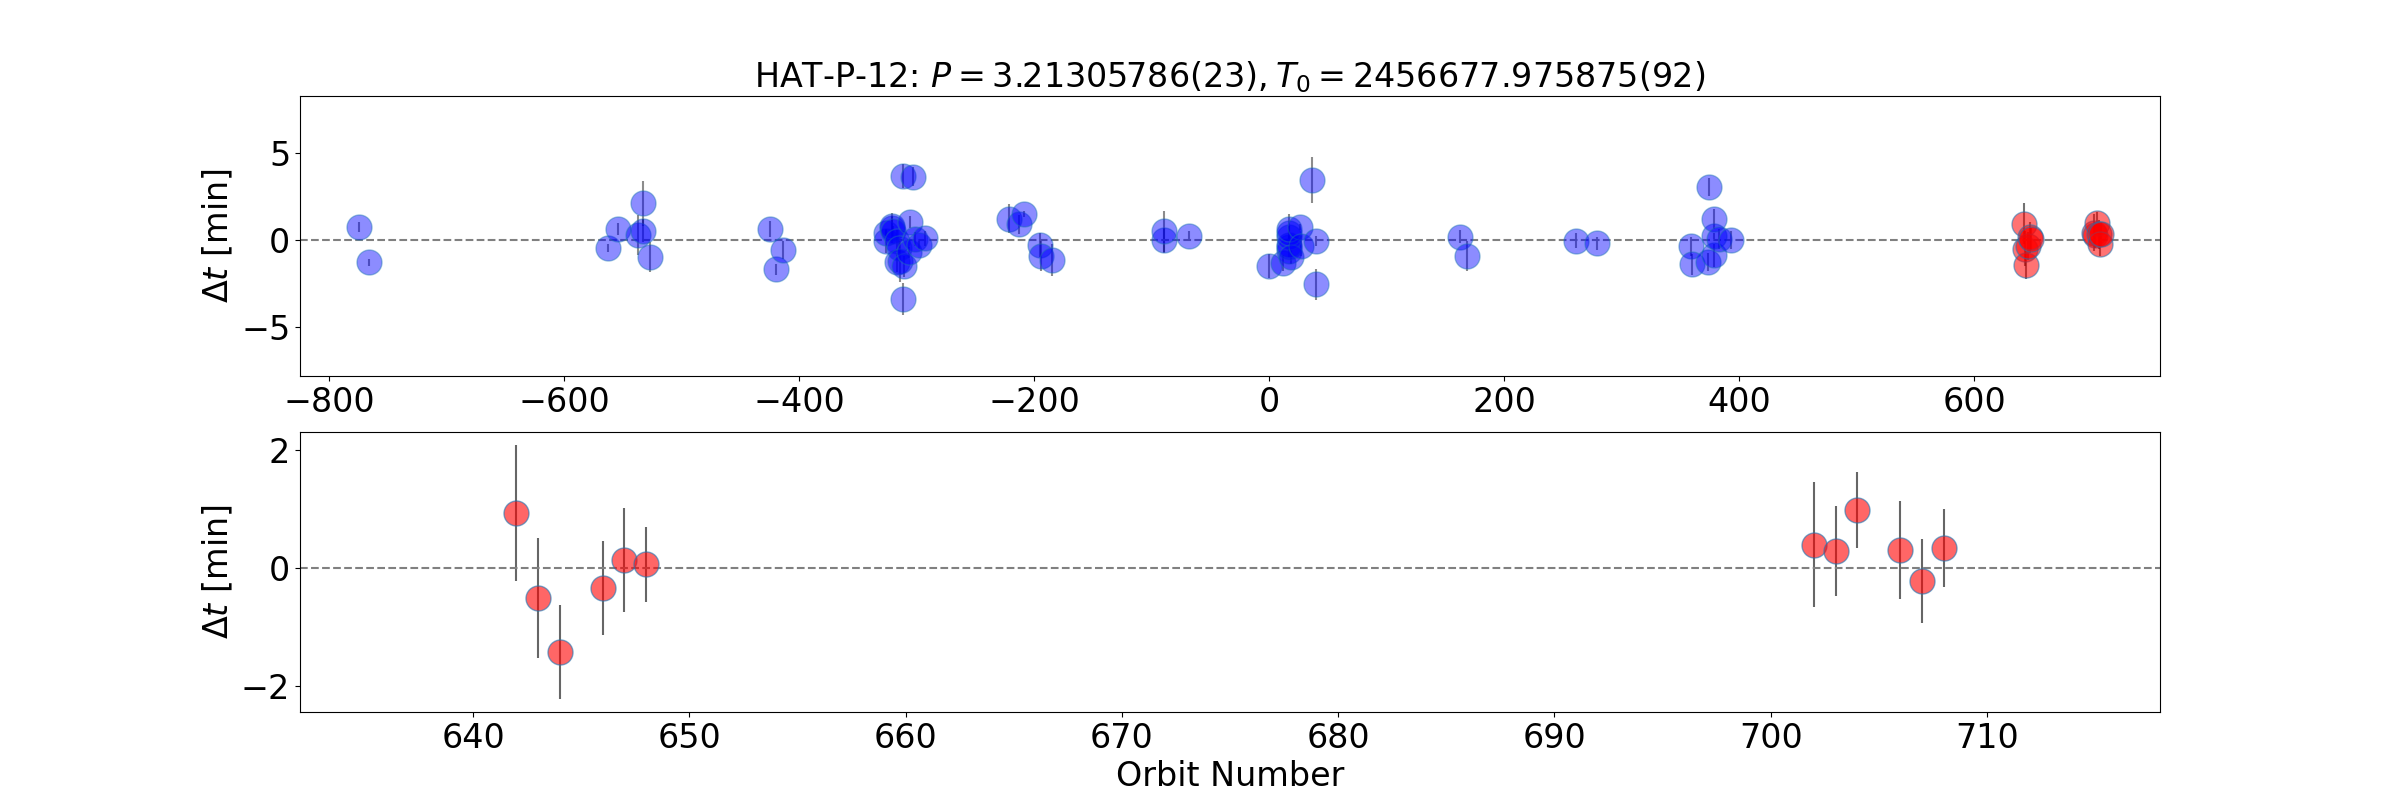 HAT-P-12: P = 3.21305786(23), T₀ = 2456677.975875(92)
Δt [min]
5
0
−5
−800 −600 −400 −200 0 200 400 600
Δt [min]
2
0
−2
640 650 660 670 680 690 700 710
Orbit Number